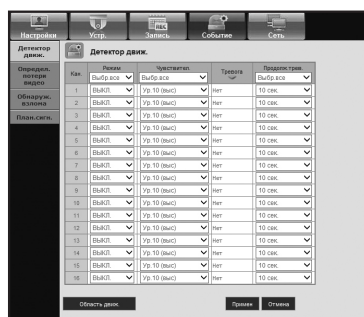 Настройки Устр. Запись Событие Сеть
REC
Детектор движ.
Определ. потери видео
Обнаруж. взлома
План.сигн.
Детектор движ.
Кан. Режим Чувствител. Тревога Продолж.трев.
Выбр.все Выбр.все Выбр.все
1 ВЫКЛ. Ур.10 (выс) Нет 10 сек.
2 ВЫКЛ. Ур.10 (выс) Нет 10 сек.
3 ВЫКЛ. Ур.10 (выс) Нет 10 сек.
4 ВЫКЛ. Ур.10 (выс) Нет 10 сек.
5 ВЫКЛ. Ур.10 (выс) Нет 10 сек.
6 ВЫКЛ. Ур.10 (выс) Нет 10 сек.
7 ВЫКЛ. Ур.10 (выс) Нет 10 сек.
8 ВЫКЛ. Ур.10 (выс) Нет 10 сек.
9 ВЫКЛ. Ур.10 (выс) Нет 10 сек.
10 ВЫКЛ. Ур.10 (выс) Нет 10 сек.
11 ВЫКЛ. Ур.10 (выс) Нет 10 сек.
12 ВЫКЛ. Ур.10 (выс) Нет 10 сек.
13 ВЫКЛ. Ур.10 (выс) Нет 10 сек.
14 ВЫКЛ. Ур.10 (выс) Нет 10 сек.
15 ВЫКЛ. Ур.10 (выс) Нет 10 сек.
16 ВЫКЛ. Ур.10 (выс) Нет 10 сек.
Область движ. Примен Отмена